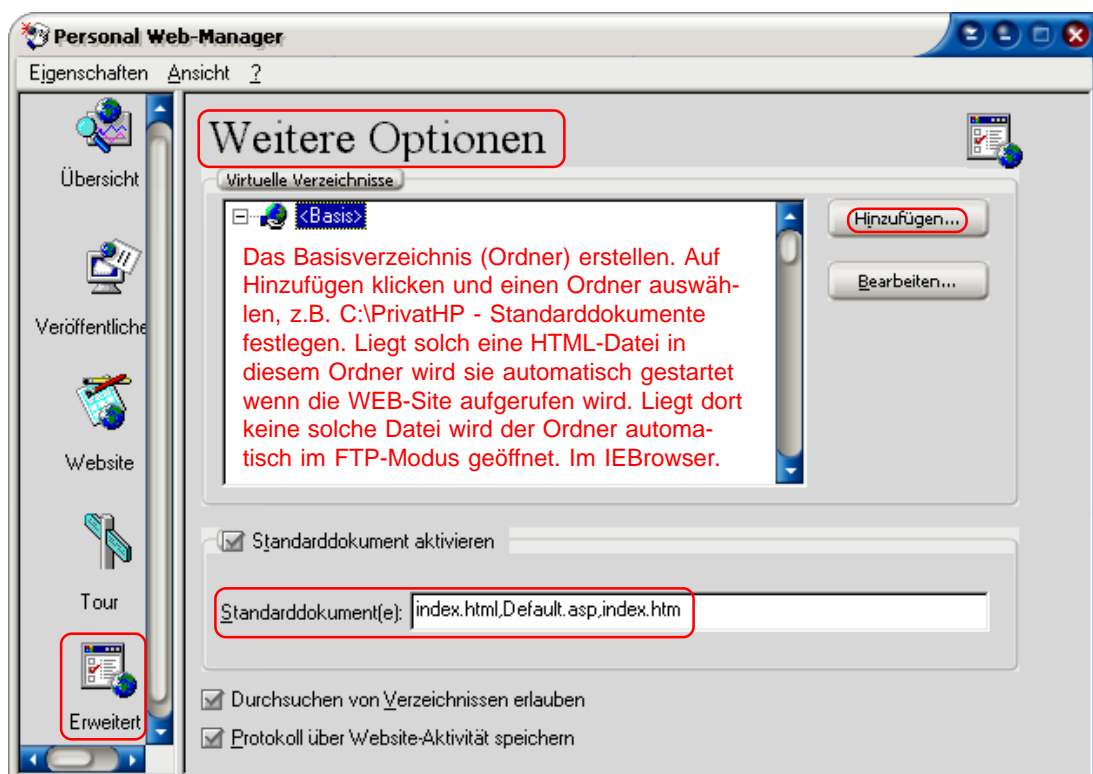 Personal Web-Manager
Eigenschaften Ansicht ?
Übersicht
Veröffentliche
Website
Tour
Erweitert
Weitere Optionen
Virtuelle Verzeichnisse
<Basis>
Das Basisverzeichnis (Ordner) erstellen. Auf
Hinzufügen klicken und einen Ordner auswäh-
len, z.B. C:\PrivatHP - Standarddokumente
festlegen. Liegt solch eine HTML-Datei in
diesem Ordner wird sie automatisch gestartet
wenn die WEB-Site aufgerufen wird. Liegt dort
keine solche Datei wird der Ordner automa-
tisch im FTP-Modus geöffnet. Im IEBrowser.
Hinzufügen...
Bearbeiten...
Standarddokument aktivieren
Standarddokument(e): index.html,Default.asp,index.htm
Durchsuchen von Verzeichnissen erlauben
Protokoll über Website-Aktivität speichern